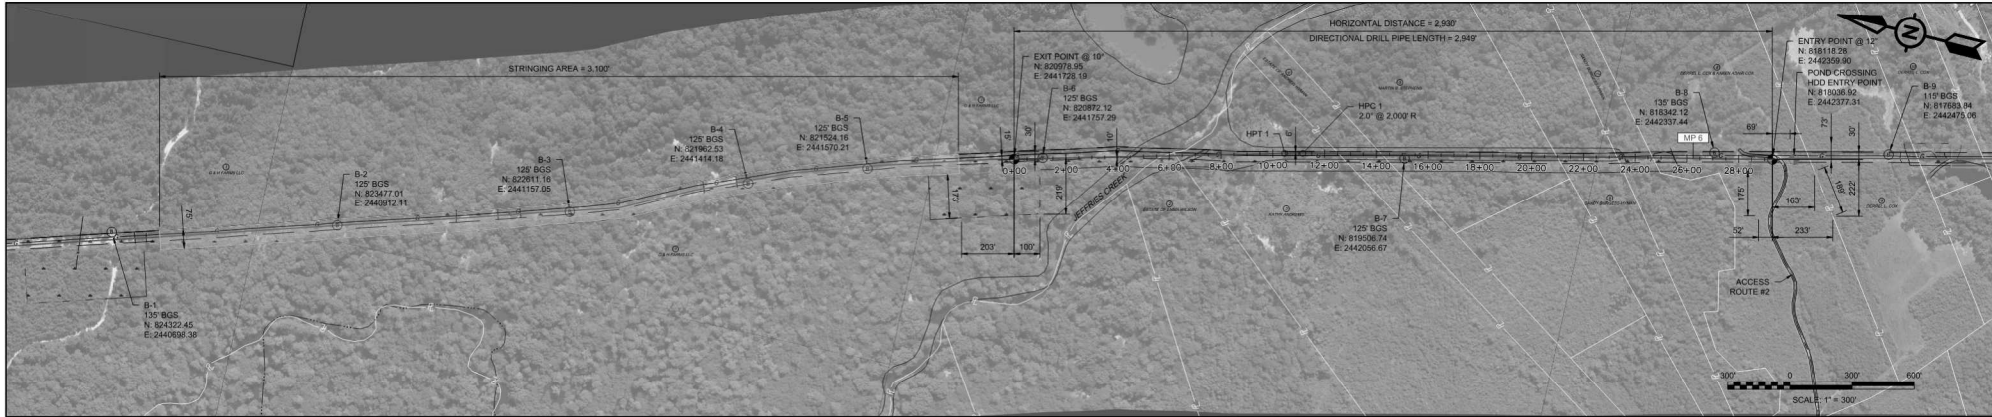 HORIZONTAL DISTANCE = 2,930'
DIRECTIONAL DRILL PIPE LENGTH = 2,949'
STRINGING AREA = 3,100'
EXIT POINT @ 10°
N: 820978.95
E: 2441728.19
B-6
125' BGS
N: 820872.12
E: 2441757.29
ENTRY POINT @ 12°
N: 818118.28
E: 2442359.90
POND CROSSING
HDD ENTRY POINT
N: 818036.92
E: 2442377.31
B-9
115' BGS
N: 817683.84
E: 2442475.06
B-8
135' BGS
N: 818342.12
E: 2442337.44
MP 6
HPC 1
2.0° @ 2,000' R
HPT 1
B-5
125' BGS
N: 821524.16
E: 2441570.21
B-4
125' BGS
N: 821962.53
E: 2441414.18
B-3
125' BGS
N: 822611.16
E: 2441157.05
B-2
125' BGS
N: 823477.01
E: 2440912.11
B-1
135' BGS
N: 824322.45
E: 2440698.38
B-7
125' BGS
N: 819506.74
E: 2442056.67
0+00
2+00
4+00
6+00
8+00
10+00
12+00
14+00
16+00
18+00
20+00
22+00
24+00
26+00
28+00
75'
15'
30'
10'
6'
69'
73'
30'
219'
203'
100'
175'
163'
189'
222'
52'
233'
JEFFRIES CREEK
ACCESS
ROUTE #2
N
300' 0 300' 600'
SCALE: 1" = 300'